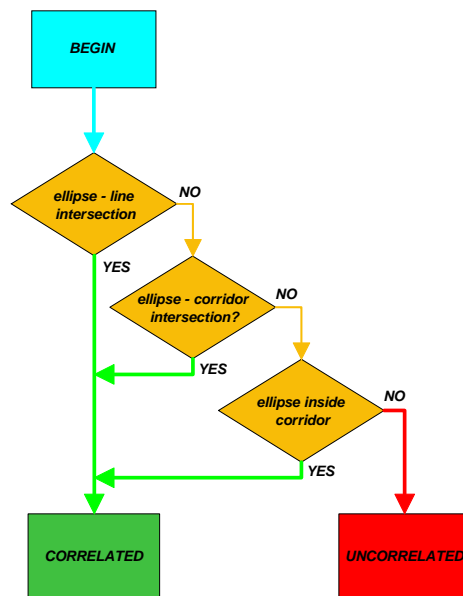 BEGIN
ellipse - line
intersection
NO
YES
ellipse - corridor
intersection?
NO
YES
ellipse inside
corridor
NO
YES
CORRELATED
UNCORRELATED